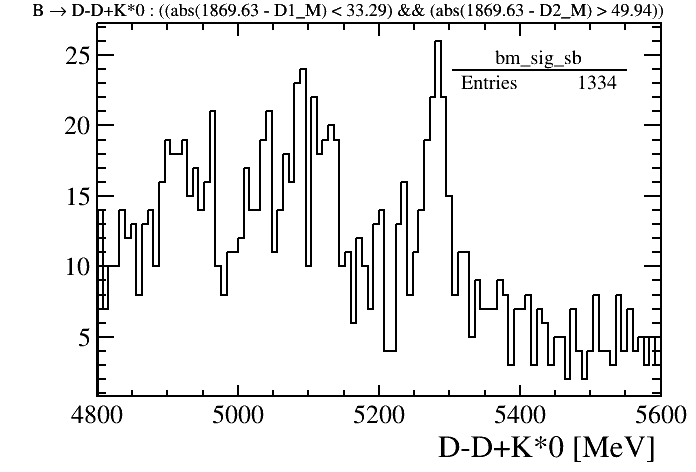 B → D-D+K*0 : ((abs(1869.63 - D1_M) < 33.29) && (abs(1869.63 - D2_M) > 49.94))
bm_sig_sb
Entries 1334
25
20
15
10
5
4800 5000 5200 5400 5600
D-D+K*0 [MeV]